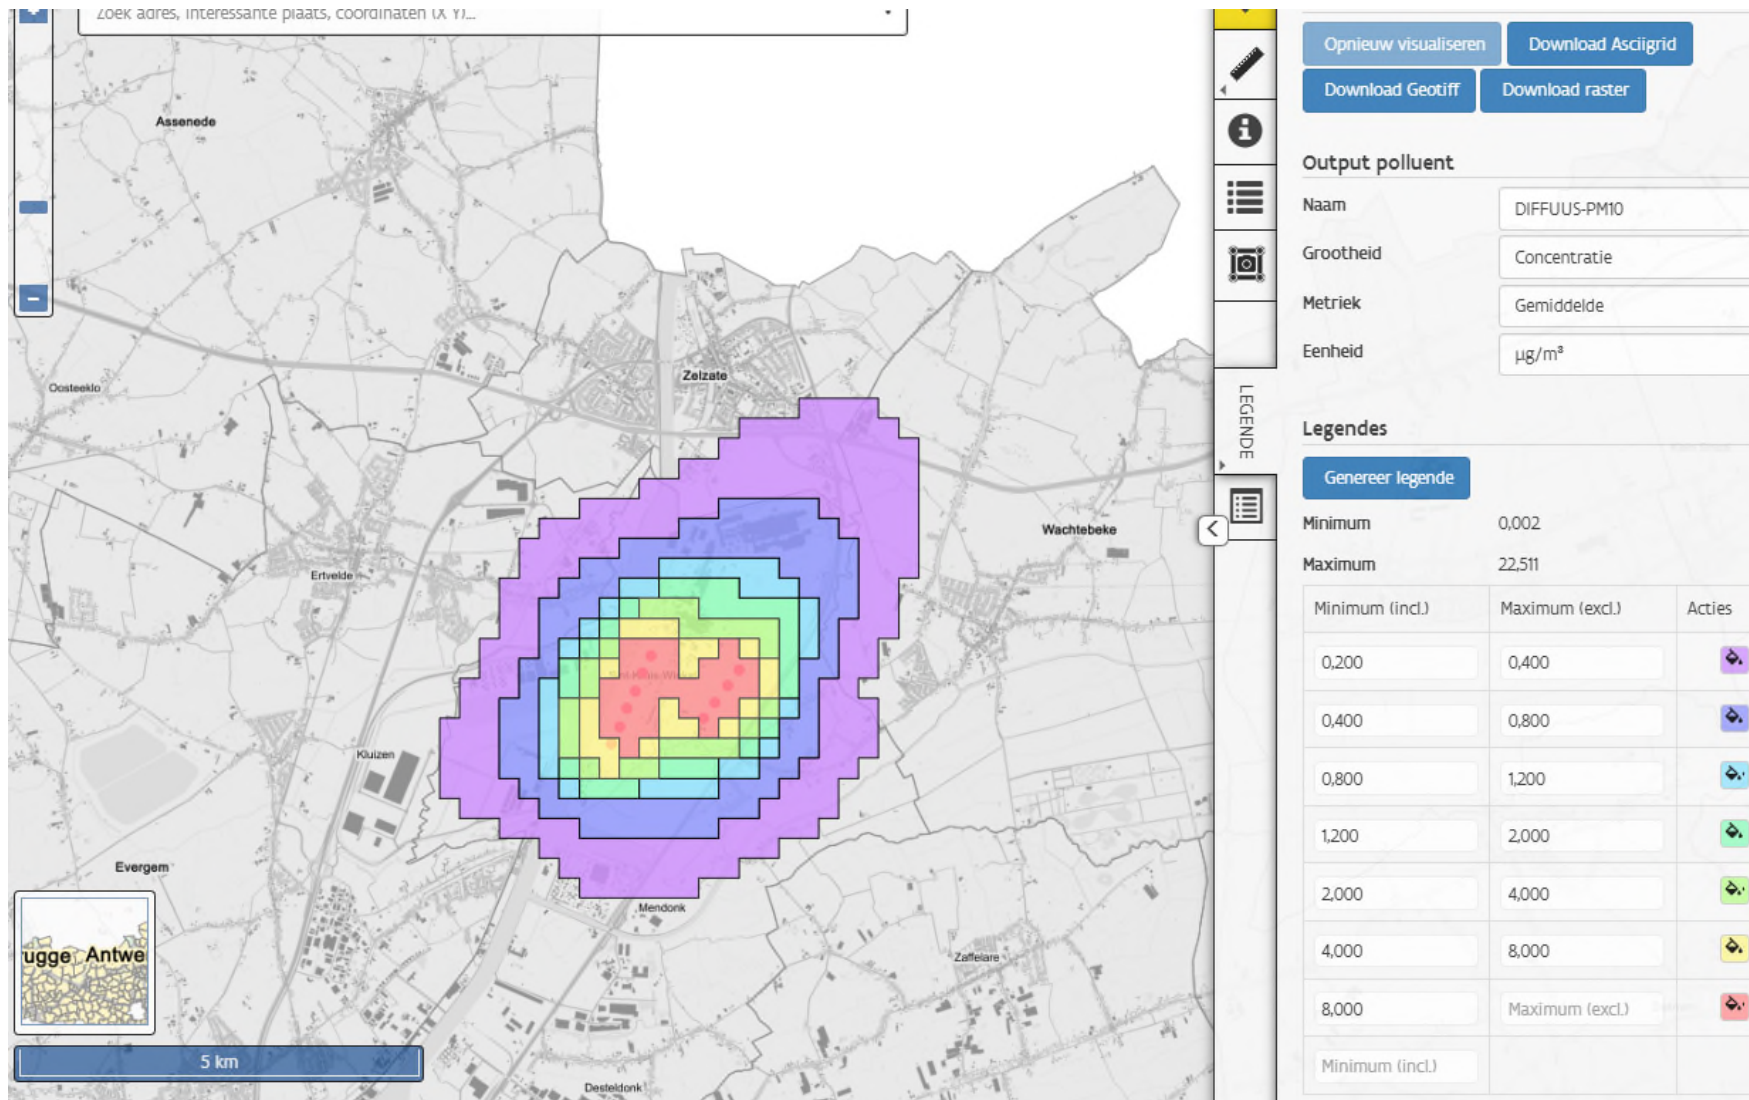 Zoek adres, interessante plaats, coördinaten (X Y)...
Assenede
Oosteeklo
Zelzate
Wachtebeke
Ertvelde
Kluizen
Evergem
Mendonk
Zaffelare
Desteldonk
ugge Antwe
5 km
LEGENDE
Opnieuw visualiseren
Download Asciigrid
Download Geotiff
Download raster
Output polluent
Naam DIFFUUS-PM10
Grootheid Concentratie
Metriek Gemiddelde
Eenheid µg/m³
Legendes
Genereer legende
Minimum 0,002
Maximum 22,511
Minimum (incl.) Maximum (excl.) Acties
0,200 0,400
0,400 0,800
0,800 1,200
1,200 2,000
2,000 4,000
4,000 8,000
8,000 Maximum (excl.)
Minimum (incl.)